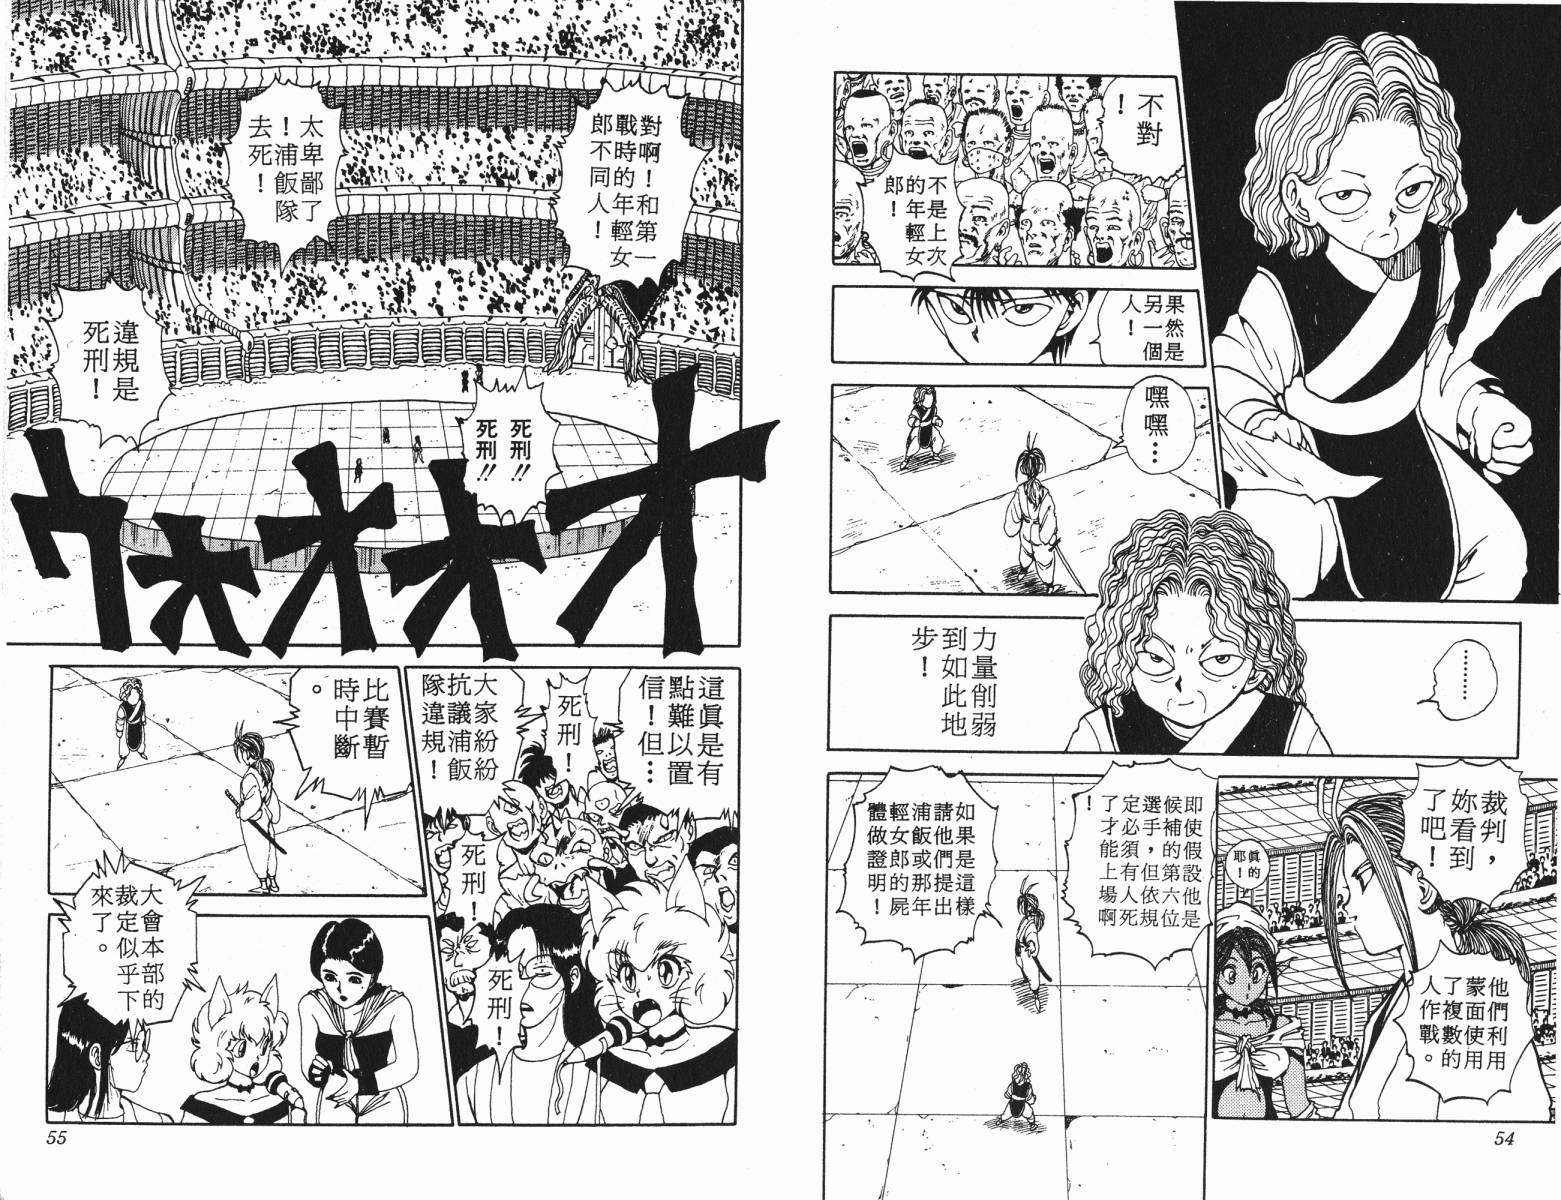 不對
！
不是上次
的年輕女
郎！
果然是
另一個
人！
嘿嘿…
………
力量削弱
到如此地
步！
裁判，
妳看到
了吧！
真的
耶！
他們利用
蒙面使用
了複數的
人作戰。
即使假設他是
候補的第六位
選手，但依規
定必須有人死
了才能上場啊
！
如果是這樣
請他們提出
浦飯或那年
輕女郎的屍
體做證明！
54
對啊！和第一
戰時的年輕女
郎不同人！
太卑鄙了
！浦飯隊
去死！
違規是
死刑！
死刑!!
死刑!!
ウォオオオ
這眞是有
點難以置
信！但…
死刑！
大家紛紛
抗議浦飯
隊違規！
死刑！
死刑！
比賽暫
時中斷
。
大會本部的
裁定似乎下
來了。
55